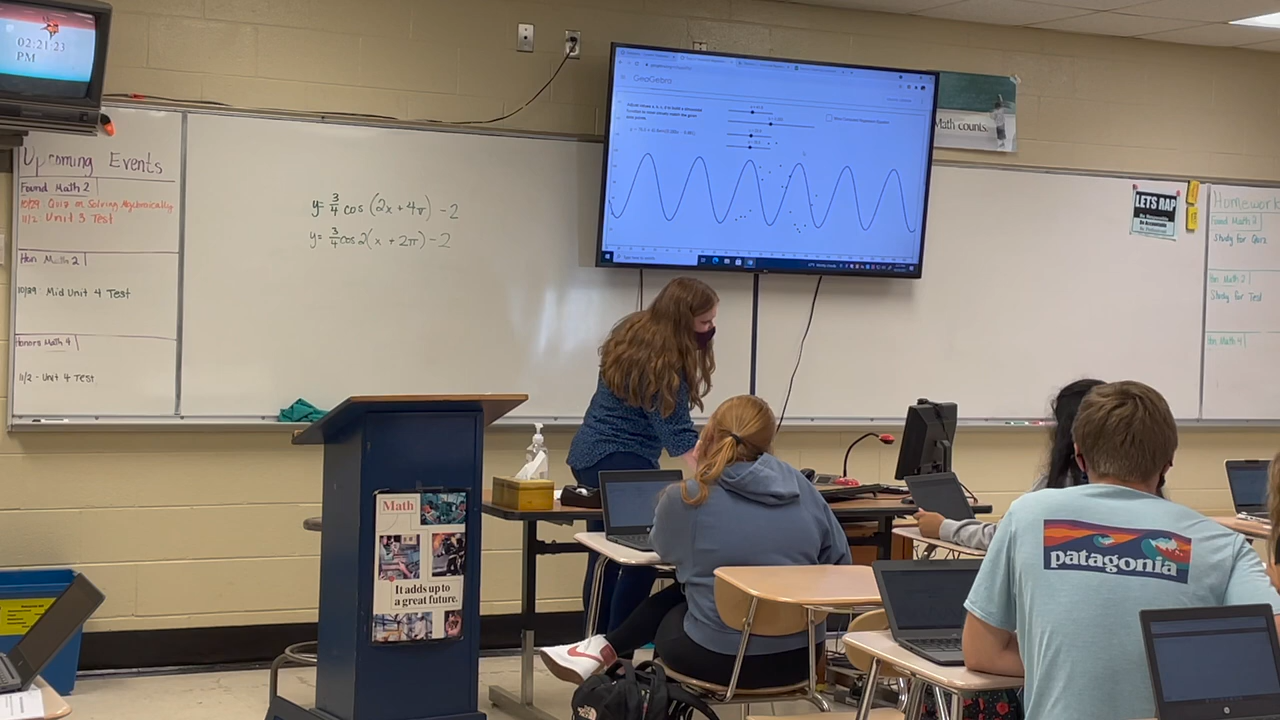 02:21:23
PM
Upcoming Events
Found Math 2
10/29 Quiz on Solving Algebraically
11/2 Unit 3 Test
Hon Math 2
10/29 Mid Unit 4 Test
Honors Math 4
11/2 - Unit 4 Test
y= 3/4 cos (2x + 4π) - 2
y= 3/4 cos 2(x + 2π) - 2
GeoGebra
Math counts.
LETS RAP
Homework
Found Math 2
Study for Quiz
Hon Math 2
Study for Test
Hon Math 4
Math
It adds up to
a great future.
patagonia